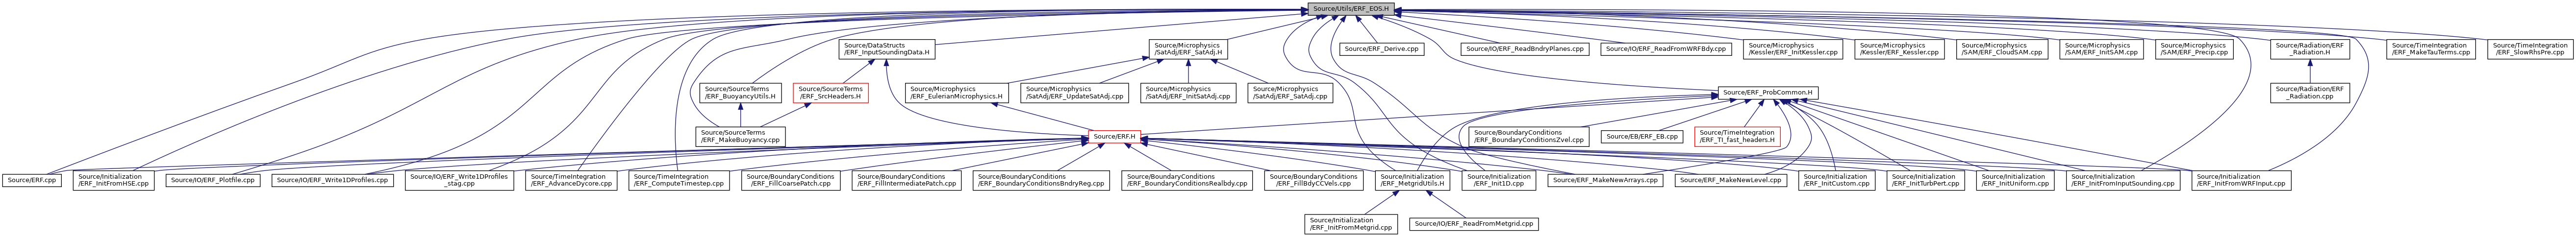 Source/Utils/ERF_EOS.H
Source/DataStructs
/ERF_InputSoundingData.H
Source/Microphysics
/SatAdj/ERF_SatAdj.H
Source/ERF_Derive.cpp
Source/IO/ERF_ReadBndryPlanes.cpp
Source/IO/ERF_ReadFromWRFBdy.cpp
Source/Microphysics
/Kessler/ERF_InitKessler.cpp
Source/Microphysics
/Kessler/ERF_Kessler.cpp
Source/Microphysics
/SAM/ERF_CloudSAM.cpp
Source/Microphysics
/SAM/ERF_InitSAM.cpp
Source/Microphysics
/SAM/ERF_Precip.cpp
Source/Radiation/ERF
_Radiation.H
Source/TimeIntegration
/ERF_MakeTauTerms.cpp
Source/TimeIntegration
/ERF_SlowRhsPre.cpp
Source/SourceTerms
/ERF_BuoyancyUtils.H
Source/SourceTerms
/ERF_SrcHeaders.H
Source/Microphysics
/ERF_EulerianMicrophysics.H
Source/Microphysics
/SatAdj/ERF_UpdateSatAdj.cpp
Source/Microphysics
/SatAdj/ERF_InitSatAdj.cpp
Source/Microphysics
/SatAdj/ERF_SatAdj.cpp
Source/ERF_ProbCommon.H
Source/Radiation/ERF
_Radiation.cpp
Source/SourceTerms
/ERF_MakeBuoyancy.cpp
Source/ERF.H
Source/BoundaryConditions
/ERF_BoundaryConditionsZvel.cpp
Source/EB/ERF_EB.cpp
Source/TimeIntegration
/ERF_TI_fast_headers.H
Source/ERF.cpp
Source/Initialization
/ERF_InitFromHSE.cpp
Source/IO/ERF_Plotfile.cpp
Source/IO/ERF_Write1DProfiles.cpp
Source/IO/ERF_Write1DProfiles
_stag.cpp
Source/TimeIntegration
/ERF_AdvanceDycore.cpp
Source/TimeIntegration
/ERF_ComputeTimestep.cpp
Source/BoundaryConditions
/ERF_FillCoarsePatch.cpp
Source/BoundaryConditions
/ERF_FillIntermediatePatch.cpp
Source/BoundaryConditions
/ERF_BoundaryConditionsBndryReg.cpp
Source/BoundaryConditions
/ERF_BoundaryConditionsRealbdy.cpp
Source/BoundaryConditions
/ERF_FillBdyCCVels.cpp
Source/Initialization
/ERF_MetgridUtils.H
Source/Initialization
/ERF_Init1D.cpp
Source/ERF_MakeNewArrays.cpp
Source/ERF_MakeNewLevel.cpp
Source/Initialization
/ERF_InitCustom.cpp
Source/Initialization
/ERF_InitTurbPert.cpp
Source/Initialization
/ERF_InitUniform.cpp
Source/Initialization
/ERF_InitFromInputSounding.cpp
Source/Initialization
/ERF_InitFromWRFInput.cpp
Source/Initialization
/ERF_InitFromMetgrid.cpp
Source/IO/ERF_ReadFromMetgrid.cpp